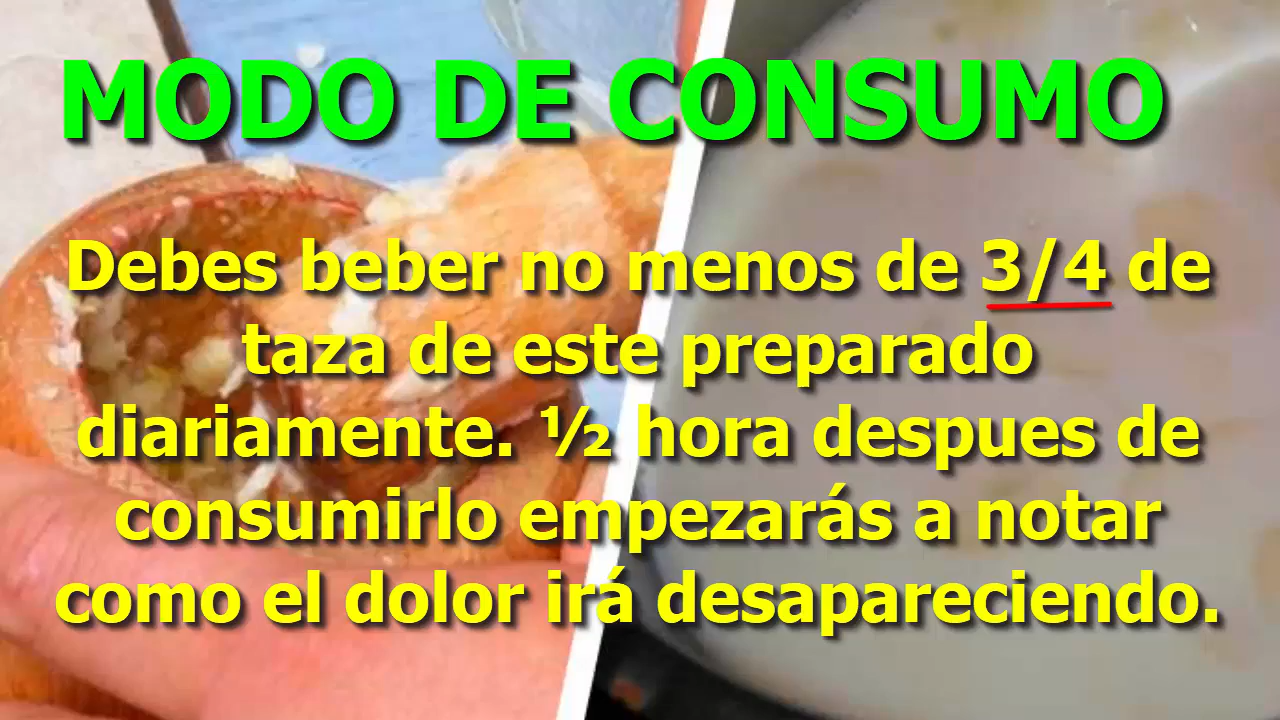 MODO DE CONSUMO
Debes beber no menos de 3/4 de
taza de este preparado
diariamente. ½ hora despues de
consumirlo empezarás a notar
como el dolor irá desapareciendo.